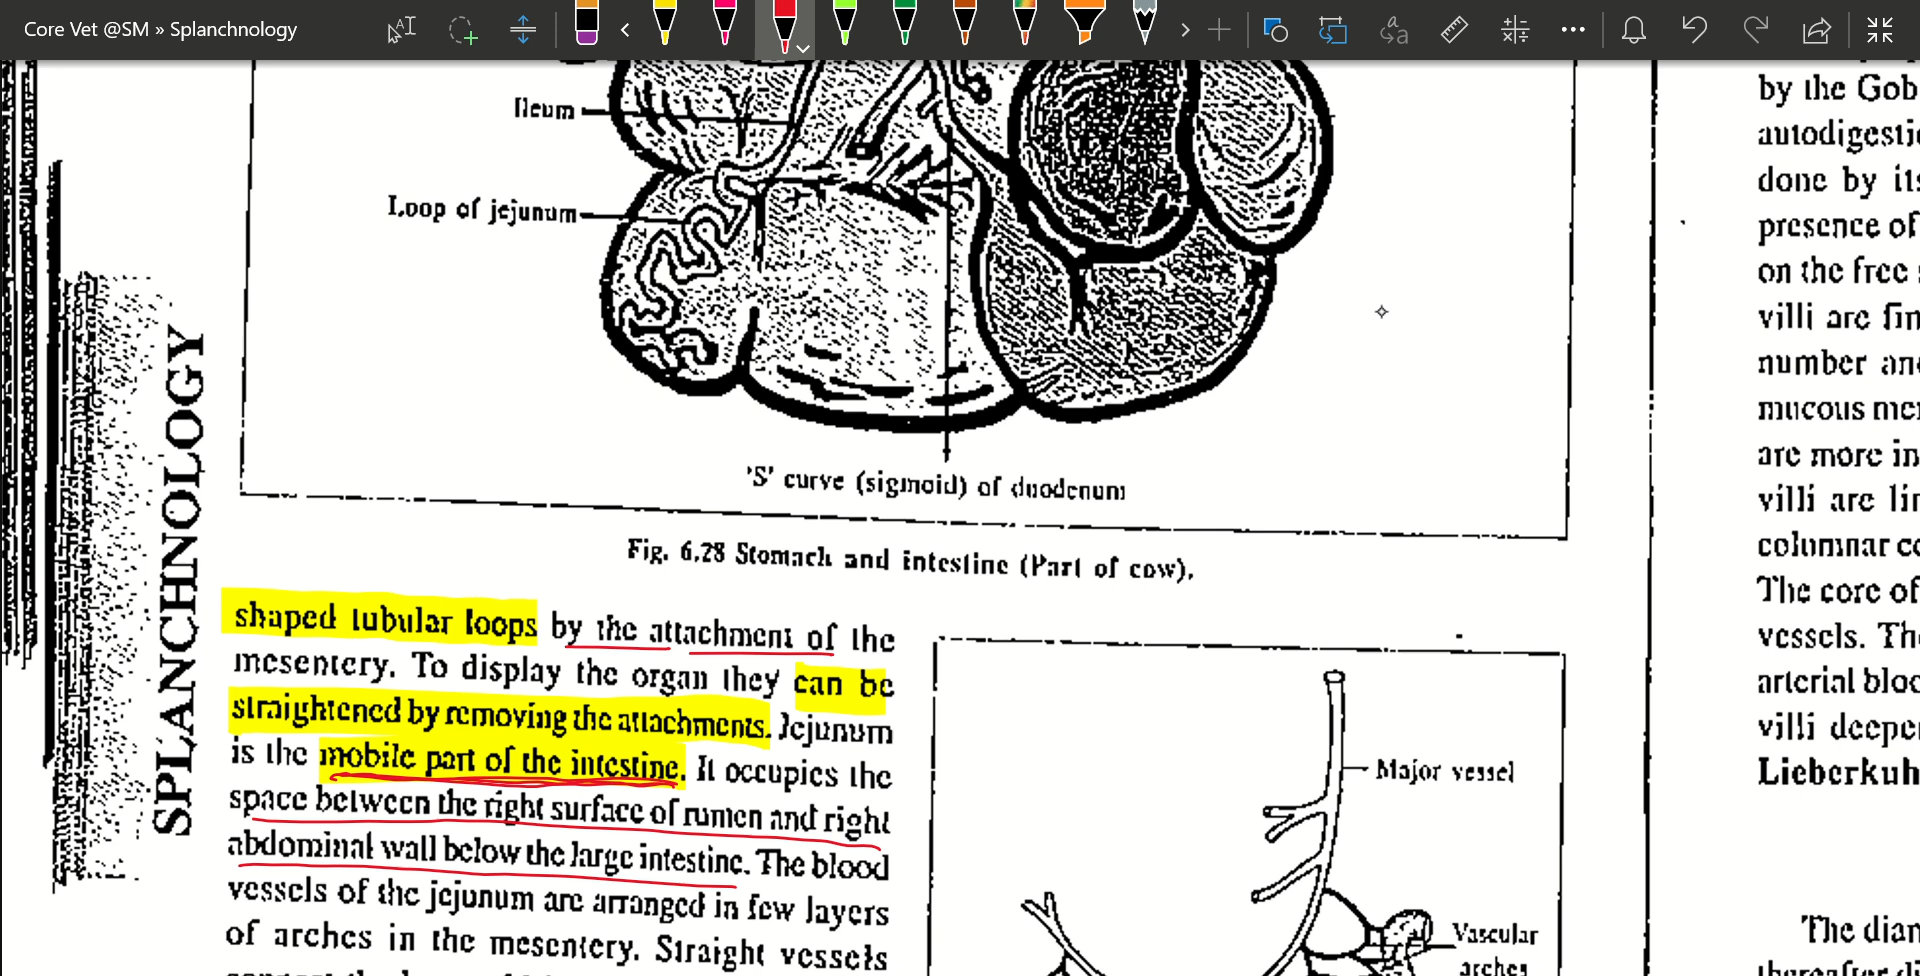 Core Vet @SM » Splanchnology
Ileum
Loop of jejunum
'S' curve (sigmoid) of duodenum
Fig. 6.28 Stomach and intestine (Part of cow).
SPLANCHNOLOGY
shaped tubular loops by the attachment of the
mesentery. To display the organ they can be
straightened by removing the attachments. Jejunum
is the mobile part of the intestine. It occupies the
space between the right surface of rumen and right
abdominal wall below the large intestine. The blood
vessels of the jejunum are arranged in few layers
of arches in the mesentery. Straight vessels
Major vessel
Vascular
arches
by the Gob
autodigesti
done by its
presence of
on the free
villi are fin
number an
mucous me
are more in
villi are lin
columnar c
The core of
vessels. Th
arterial bloo
villi deepe
Lieberkuh
The dian